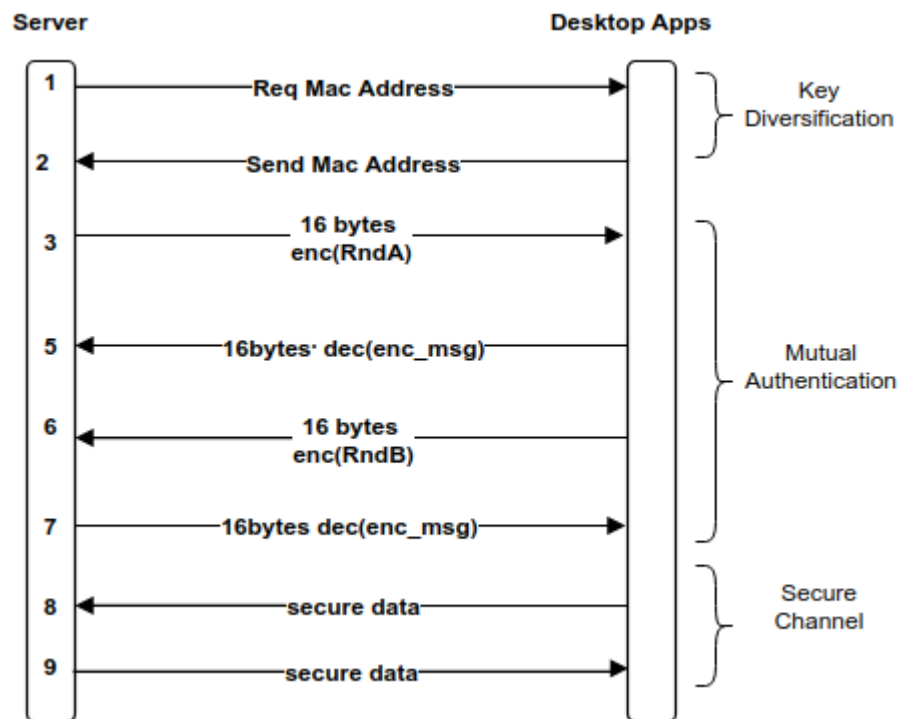 Server
Desktop Apps
1
Req Mac Address
Key
Diversification
2
Send Mac Address
3
16 bytes
enc(RndA)
5
16bytes· dec(enc_msg)
Mutual
Authentication
6
16 bytes
enc(RndB)
7
16bytes dec(enc_msg)
8
secure data
Secure
Channel
9
secure data